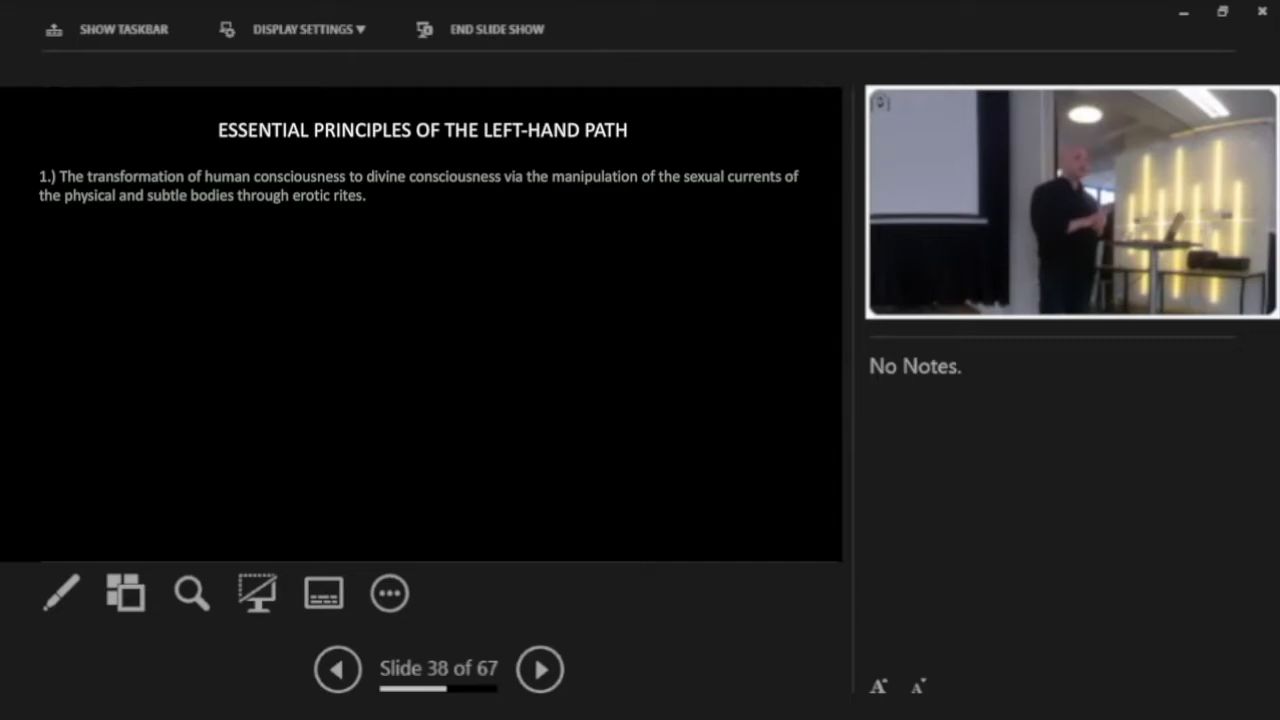 SHOW TASKBAR
DISPLAY SETTINGS ▼
END SLIDE SHOW
ESSENTIAL PRINCIPLES OF THE LEFT-HAND PATH
1.) The transformation of human consciousness to divine consciousness via the manipulation of the sexual currents of
the physical and subtle bodies through erotic rites.
No Notes.
Slide 38 of 67
A A